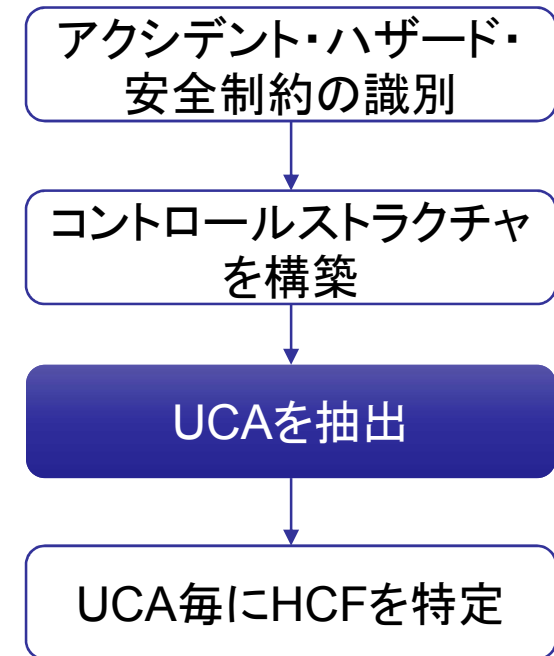 アクシデント・ハザード・
安全制約の識別
コントロールストラクチャ
を構築
UCAを抽出
UCA毎にHCFを特定